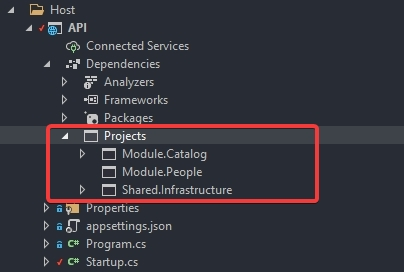 Host
API
Connected Services
Dependencies
Analyzers
Frameworks
Packages
Projects
Module.Catalog
Module.People
Shared.Infrastructure
Properties
appsettings.json
C# Program.cs
C# Startup.cs